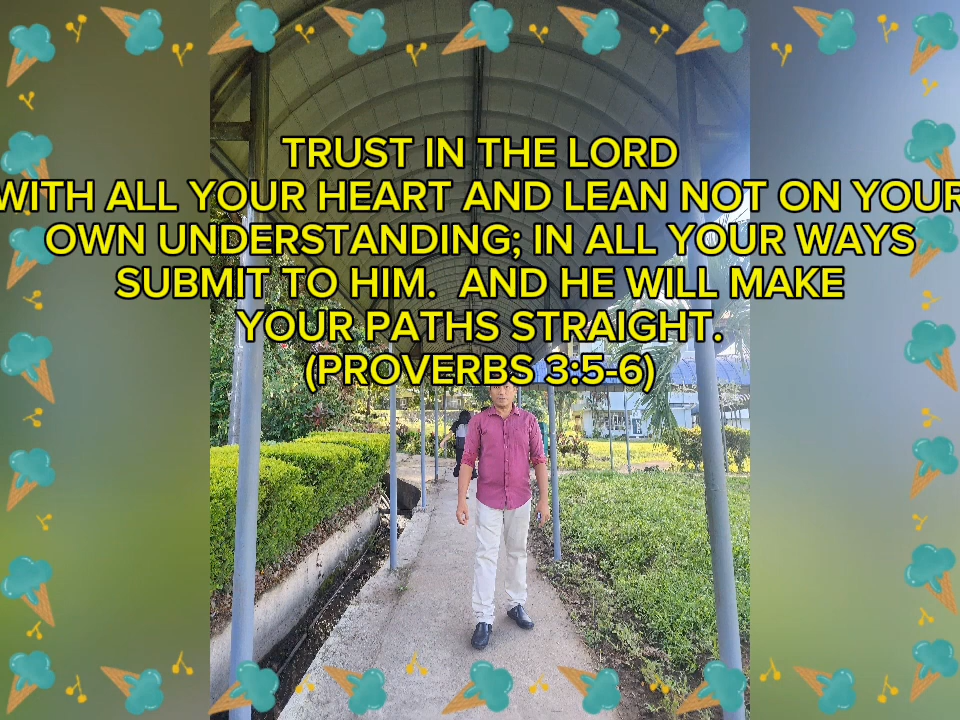 TRUST IN THE LORD
WITH ALL YOUR HEART AND LEAN NOT ON YOUR
OWN UNDERSTANDING; IN ALL YOUR WAYS
SUBMIT TO HIM.  AND HE WILL MAKE
YOUR PATHS STRAIGHT.
(PROVERBS 3:5-6)